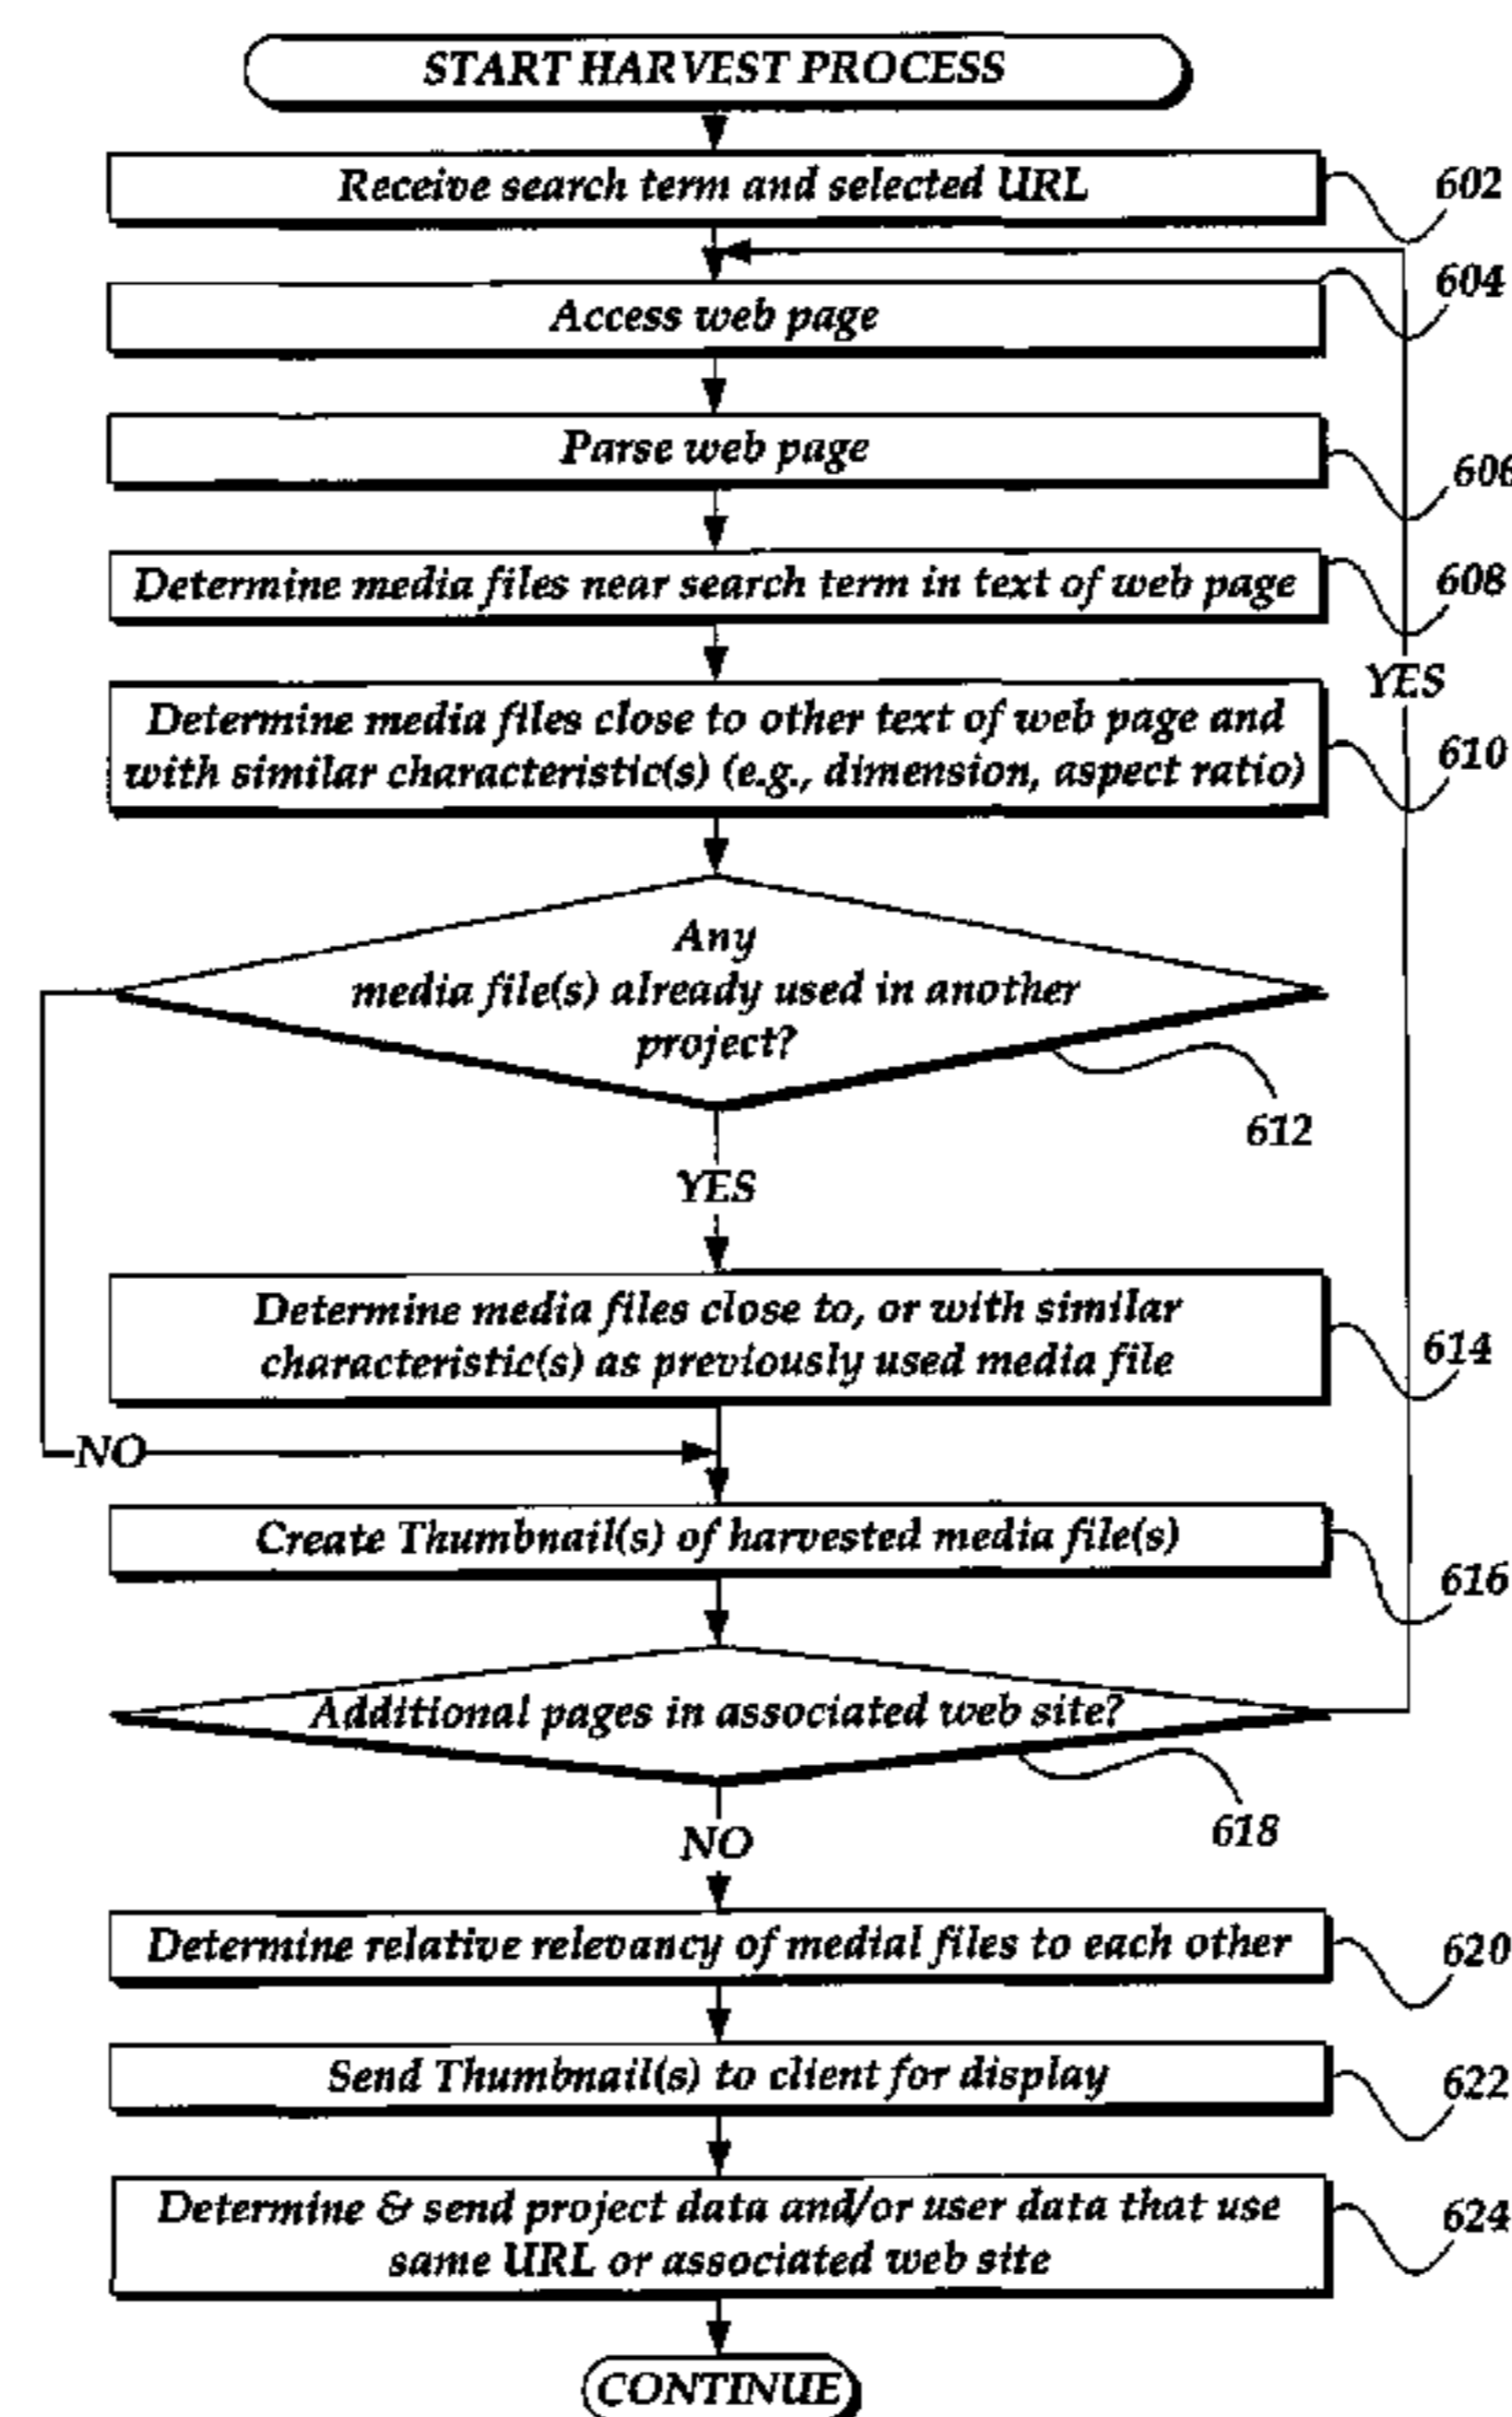 START HARVEST PROCESS
Receive search term and selected URL
602
Access web page
604
Parse web page
606
Determine media files near search term in text of web page
608
YES
Determine media files close to other text of web page and
with similar characteristic(s) (e.g., dimension, aspect ratio)
610
Any
media file(s) already used in another
project?
612
YES
Determine media files close to, or with similar
characteristic(s) as previously used media file
614
NO
Create Thumbnail(s) of harvested media file(s)
616
Additional pages in associated web site?
618
NO
Determine relative relevancy of medial files to each other
620
Send Thumbnail(s) to client for display
622
Determine & send project data and/or user data that use
same URL or associated web site
624
CONTINUE